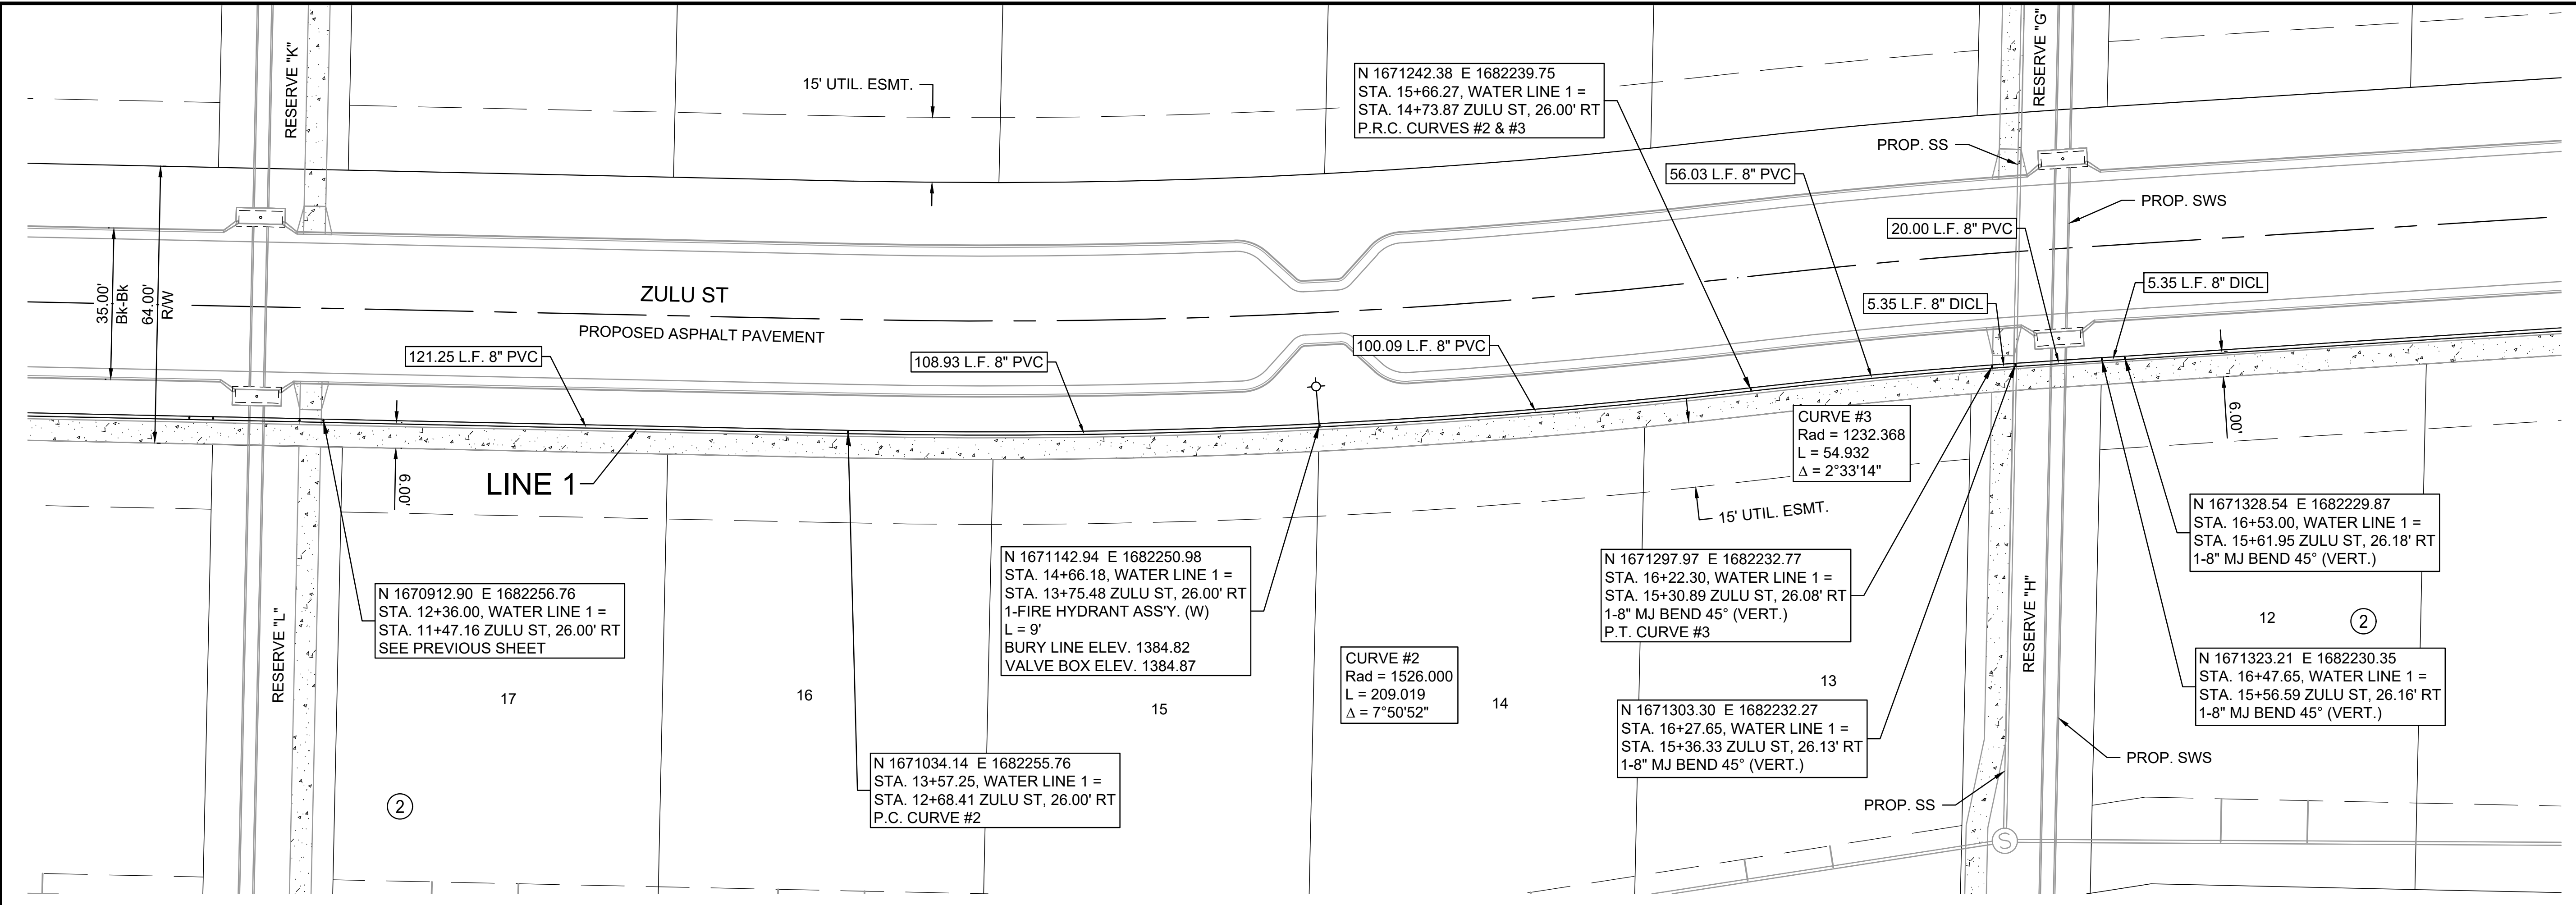 RESERVE "K"
15' UTIL. ESMT.
N 1671242.38 E 1682239.75
STA. 15+66.27, WATER LINE 1 =
STA. 14+73.87 ZULU ST, 26.00' RT
P.R.C. CURVES #2 & #3
RESERVE "G"
PROP. SS
56.03 L.F. 8" PVC
PROP. SWS
20.00 L.F. 8" PVC
35.00'
Bk-Bk
64.00'
R/W
ZULU ST
PROPOSED ASPHALT PAVEMENT
5.35 L.F. 8" DICL
5.35 L.F. 8" DICL
121.25 L.F. 8" PVC
108.93 L.F. 8" PVC
100.09 L.F. 8" PVC
LINE 1
6.00'
6.00'
CURVE #3
Rad = 1232.368
L = 54.932
Δ = 2°33'14"
15' UTIL. ESMT.
N 1671328.54 E 1682229.87
STA. 16+53.00, WATER LINE 1 =
STA. 15+61.95 ZULU ST, 26.18' RT
1-8" MJ BEND 45° (VERT.)
N 1671142.94 E 1682250.98
STA. 14+66.18, WATER LINE 1 =
STA. 13+75.48 ZULU ST, 26.00' RT
1-FIRE HYDRANT ASS'Y. (W)
L = 9'
BURY LINE ELEV. 1384.82
VALVE BOX ELEV. 1384.87
N 1671297.97 E 1682232.77
STA. 16+22.30, WATER LINE 1 =
STA. 15+30.89 ZULU ST, 26.08' RT
1-8" MJ BEND 45° (VERT.)
P.T. CURVE #3
N 1670912.90 E 1682256.76
STA. 12+36.00, WATER LINE 1 =
STA. 11+47.16 ZULU ST, 26.00' RT
SEE PREVIOUS SHEET
RESERVE "L"
RESERVE "H"
12
2
CURVE #2
Rad = 1526.000
L = 209.019
Δ = 7°50'52"
N 1671323.21 E 1682230.35
STA. 16+47.65, WATER LINE 1 =
STA. 15+56.59 ZULU ST, 26.16' RT
1-8" MJ BEND 45° (VERT.)
17
16
15
14
13
N 1671303.30 E 1682232.27
STA. 16+27.65, WATER LINE 1 =
STA. 15+36.33 ZULU ST, 26.13' RT
1-8" MJ BEND 45° (VERT.)
N 1671034.14 E 1682255.76
STA. 13+57.25, WATER LINE 1 =
STA. 12+68.41 ZULU ST, 26.00' RT
P.C. CURVE #2
PROP. SWS
2
PROP. SS
S